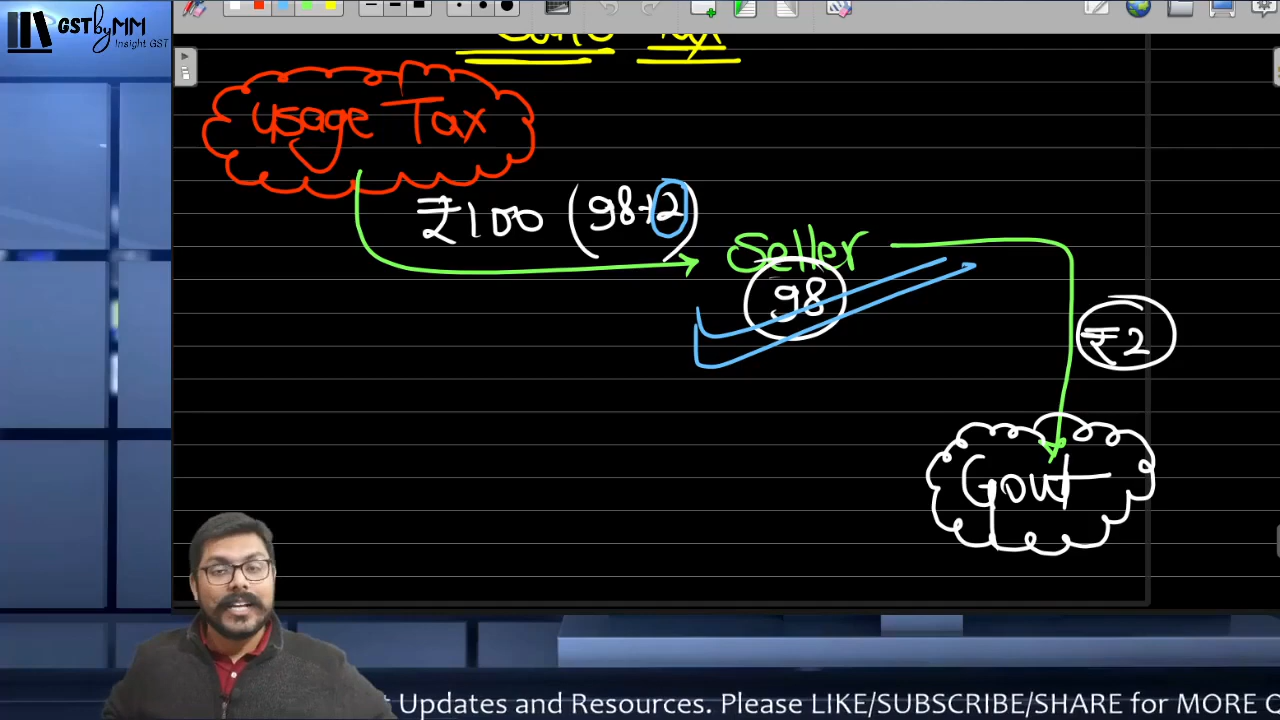 GSTbyMM
Insight GST
Tax
Usage Tax
₹100 (98+2)
Seller
98
₹2
Govt
t Updates and Resources. Please LIKE/SUBSCRIBE/SHARE for MORE